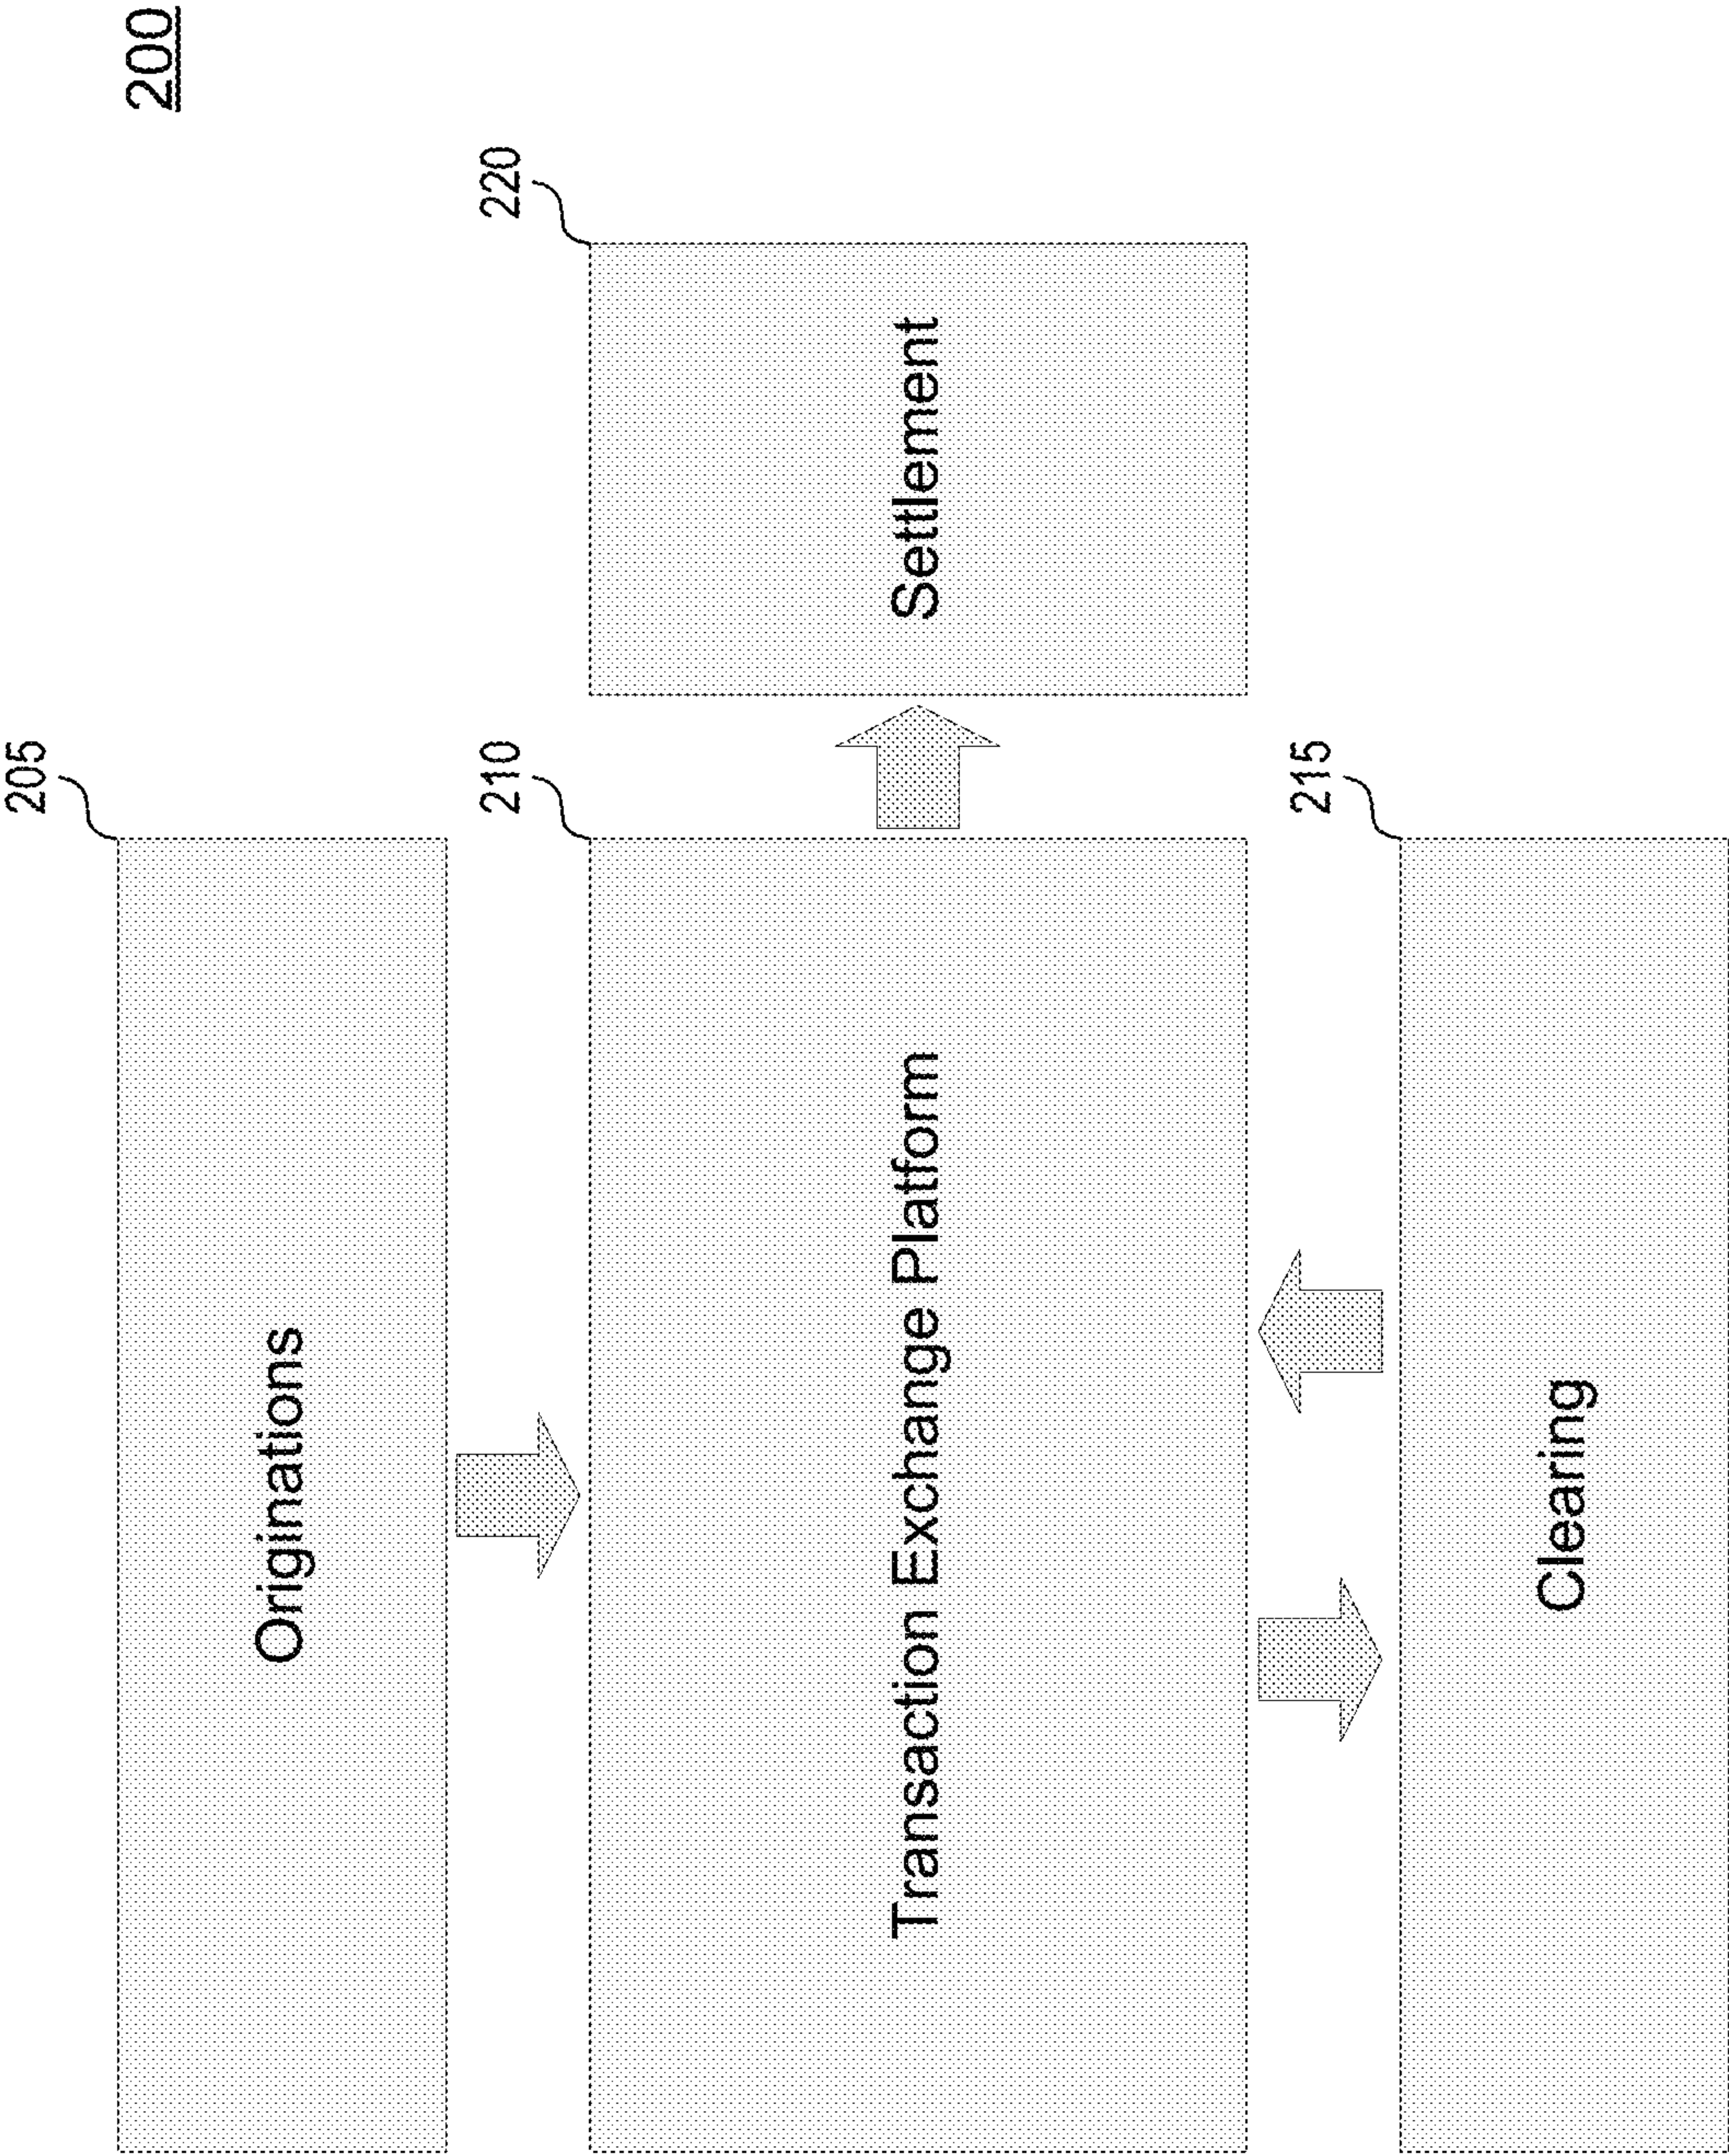 200
205
Originations
210
Transaction Exchange Platform
220
Settlement
215
Clearing